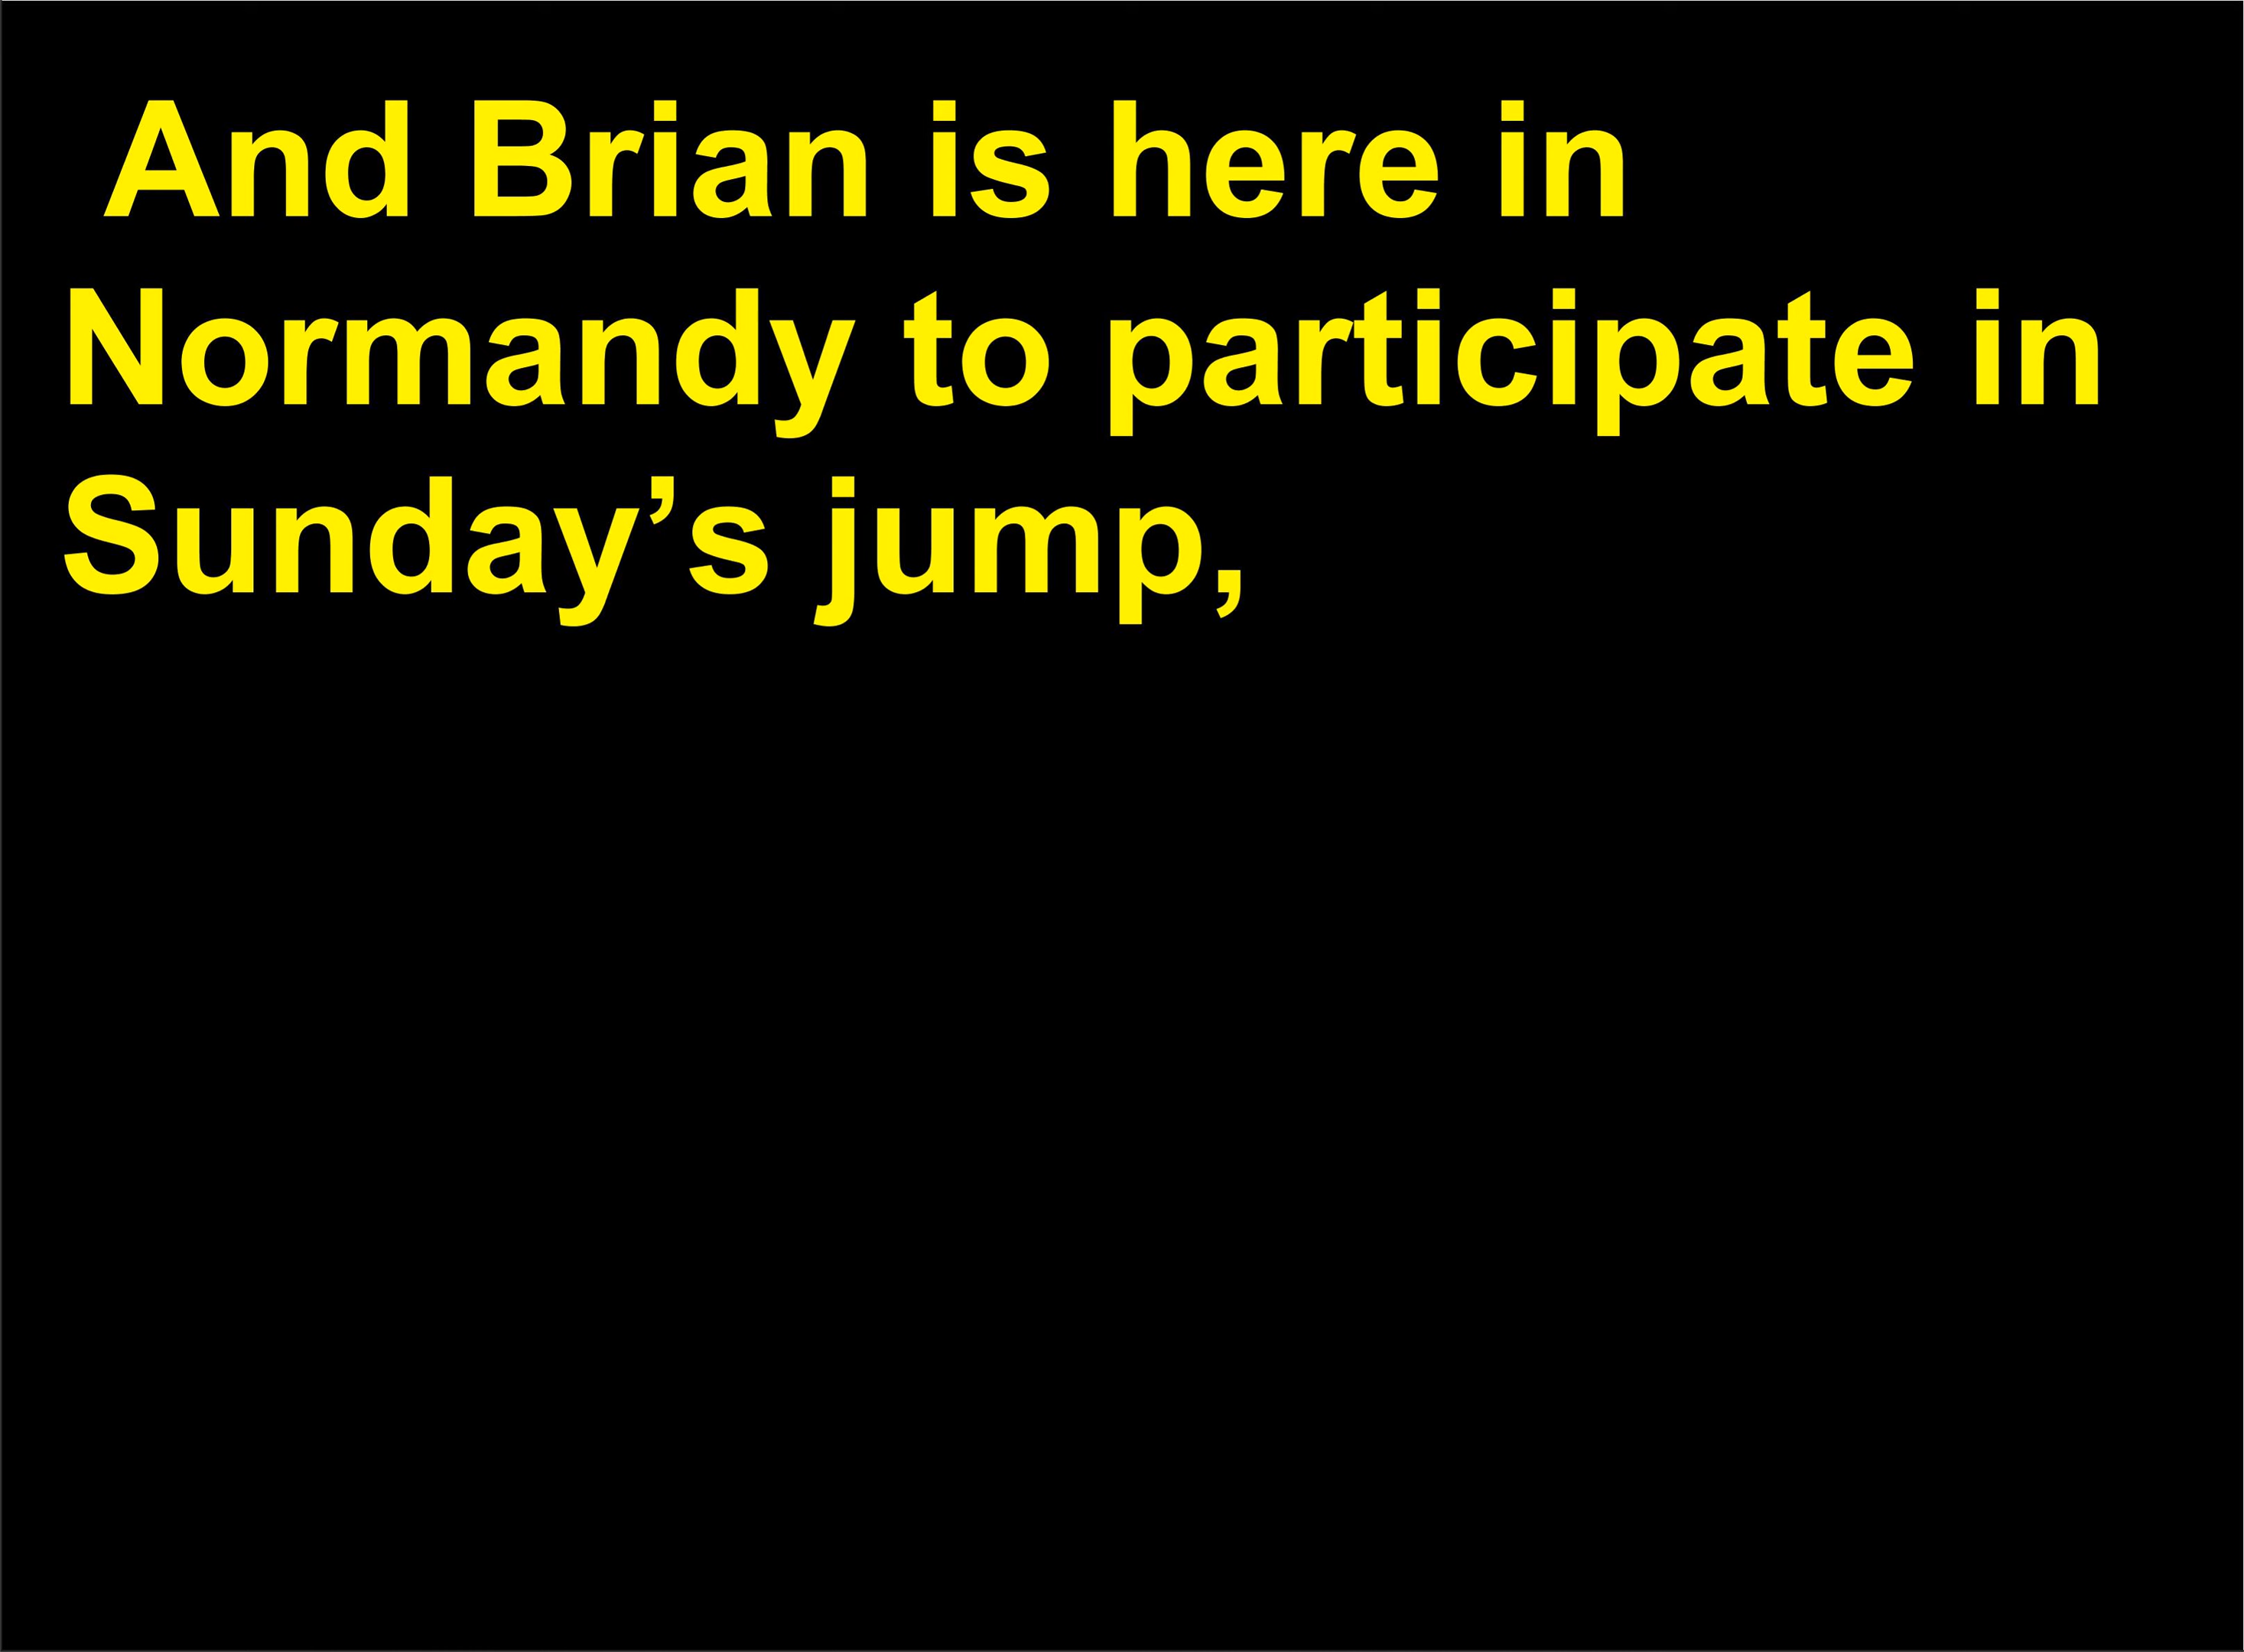 And Brian is here in
Normandy to participate in
Sunday’s jump,